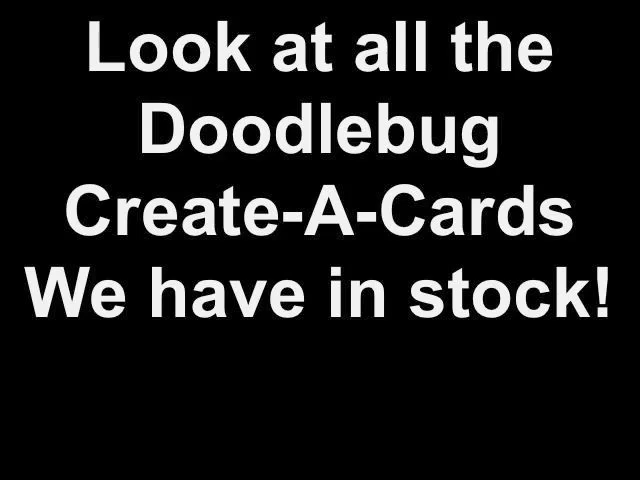 Look at all the
Doodlebug
Create-A-Cards
We have in stock!